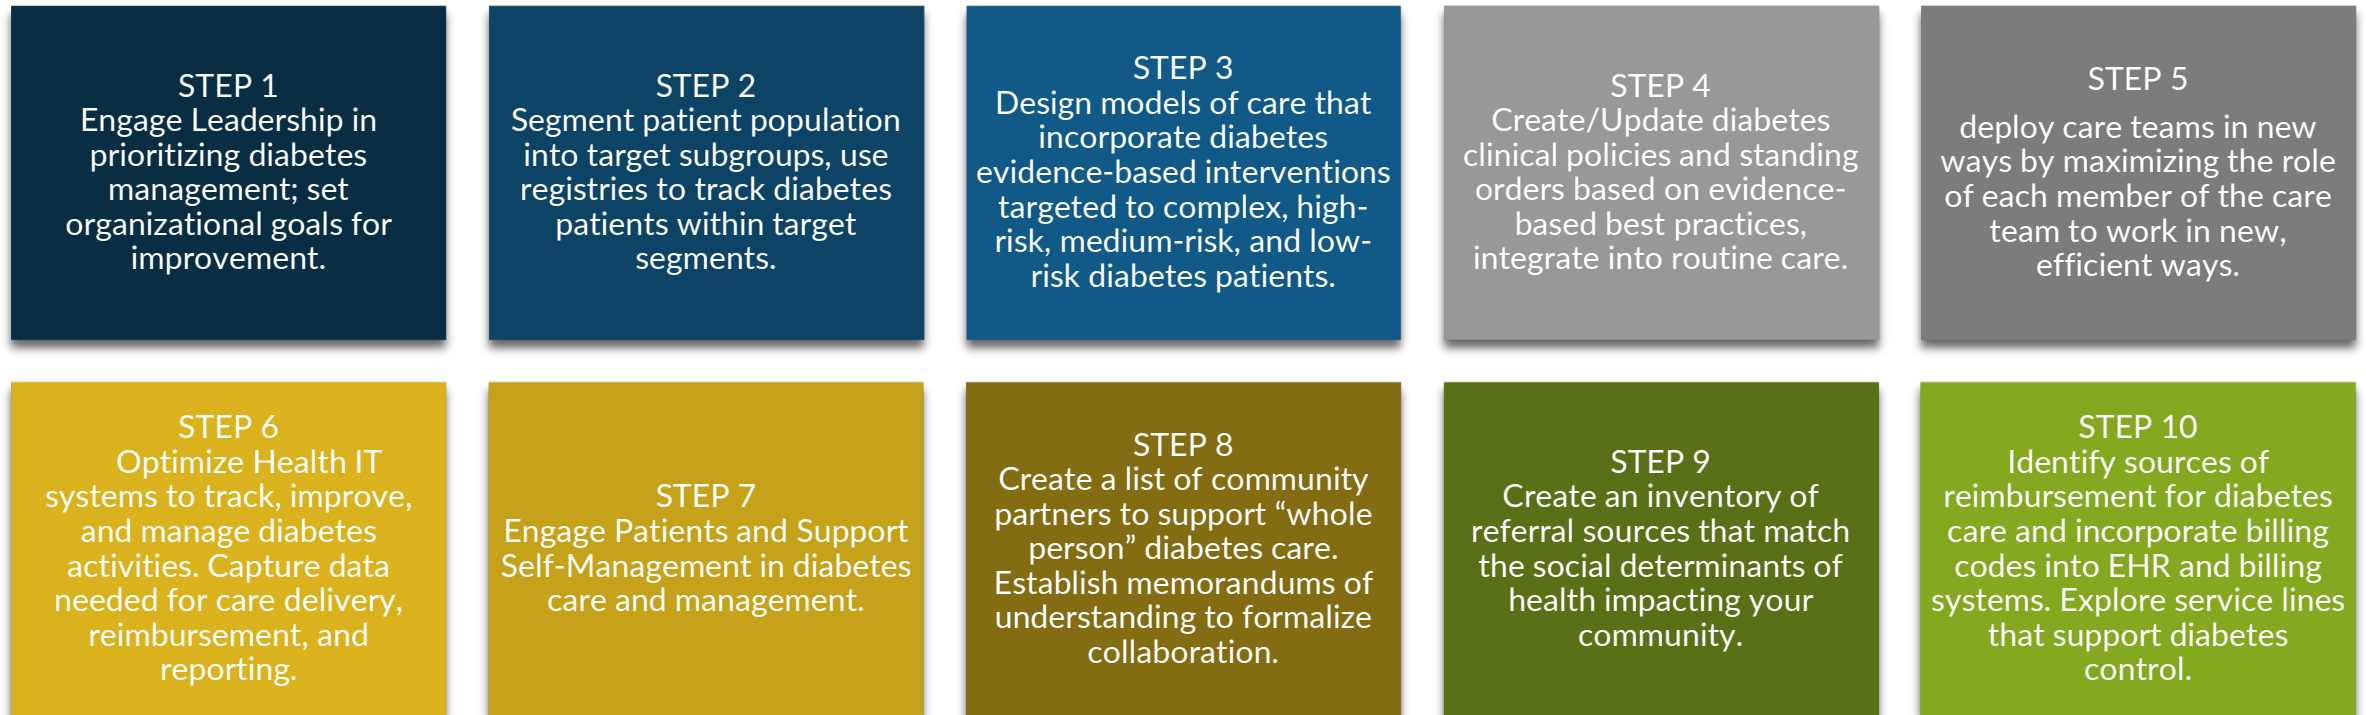 STEP 1
Engage Leadership in
prioritizing diabetes
management; set
organizational goals for
improvement.
STEP 2
Segment patient population
into target subgroups, use
registries to track diabetes
patients within target
segments.
STEP 3
Design models of care that
incorporate diabetes
evidence-based interventions
targeted to complex, high-
risk, medium-risk, and low-
risk diabetes patients.
STEP 4
Create/Update diabetes
clinical policies and standing
orders based on evidence-
based best practices,
integrate into routine care.
STEP 5
deploy care teams in new
ways by maximizing the role
of each member of the care
team to work in new,
efficient ways.
STEP 6
Optimize Health IT
systems to track, improve,
and manage diabetes
activities. Capture data
needed for care delivery,
reimbursement, and
reporting.
STEP 7
Engage Patients and Support
Self-Management in diabetes
care and management.
STEP 8
Create a list of community
partners to support “whole
person” diabetes care.
Establish memorandums of
understanding to formalize
collaboration.
STEP 9
Create an inventory of
referral sources that match
the social determinants of
health impacting your
community.
STEP 10
Identify sources of
reimbursement for diabetes
care and incorporate billing
codes into EHR and billing
systems. Explore service lines
that support diabetes
control.